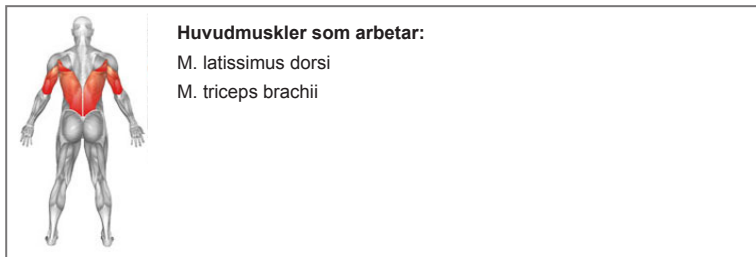 Huvudmuskler som arbetar:
M. latissimus dorsi
M. triceps brachii